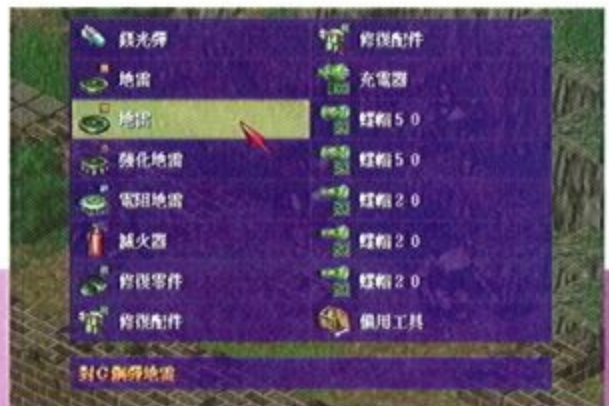 鎂光彈
地雷
地雷
強化地雷
電阻地雷
滅火器
修復零件
修復配件
修復配件
充電器
螺帽50
螺帽50
螺帽20
螺帽20
螺帽20
備用工具
對G鋼彈地雷